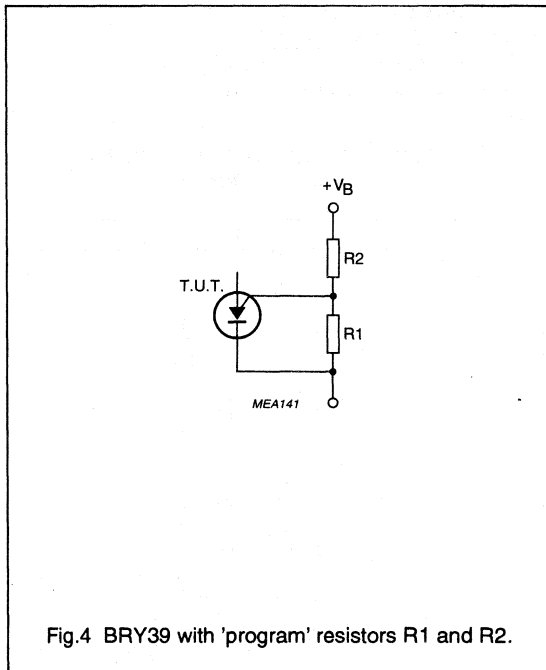 +VB
R2
T.U.T.
R1
MEA141
Fig.4 BRY39 with 'program' resistors R1 and R2.